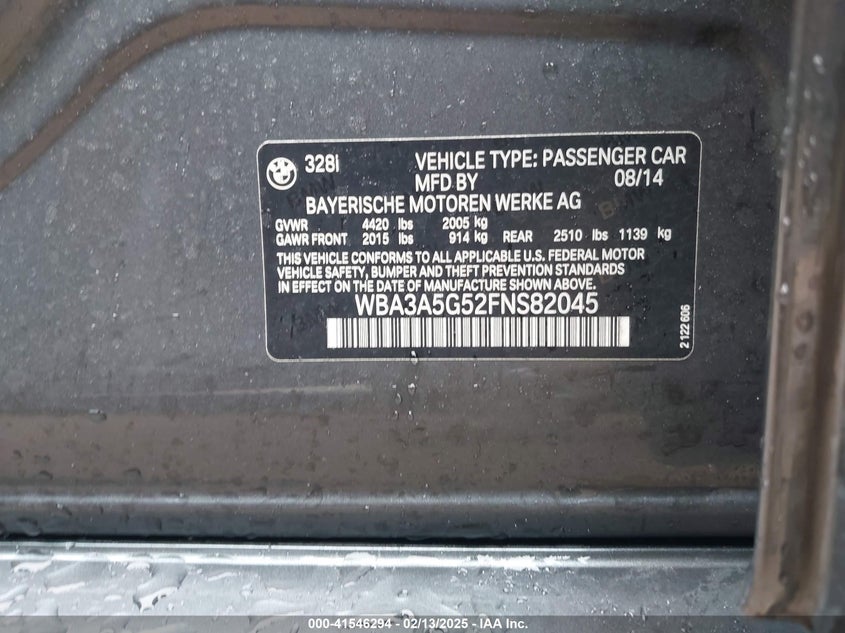 328i VEHICLE TYPE: PASSENGER CAR
MFD BY 08/14
BAYERISCHE MOTOREN WERKE AG
GVWR 4420 lbs 2005 kg
GAWR FRONT 2015 lbs 914 kg REAR 2510 lbs 1139 kg
THIS VEHICLE CONFORMS TO ALL APPLICABLE U.S. FEDERAL MOTOR
VEHICLE SAFETY, BUMPER AND THEFT PREVENTION STANDARDS
IN EFFECT ON THE DATE OF MANUFACTURE SHOWN ABOVE.
WBA3A5G52FNS82045
2 122 606
000-41546294 - 02/13/2025 - IAA Inc.